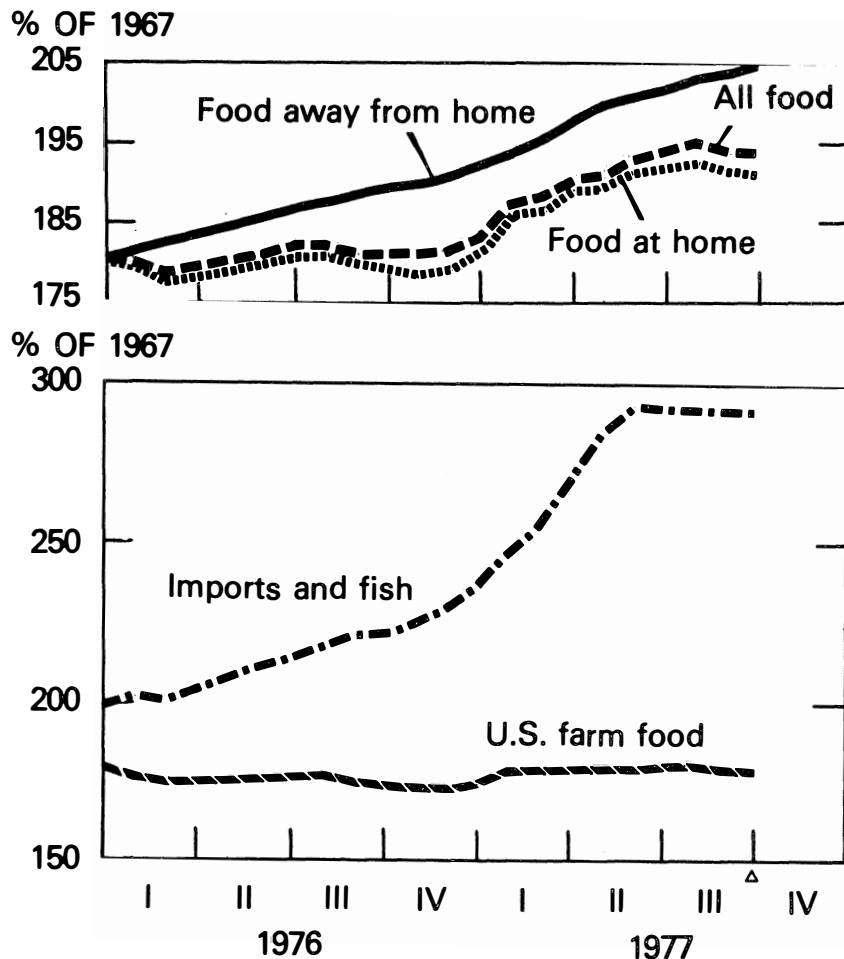 % OF 1967
205
Food away from home
All food
195
185
Food at home
175
% OF 1967
300
250
Imports and fish
200
U.S. farm food
150
I II III IV I II III IV
1976 1977